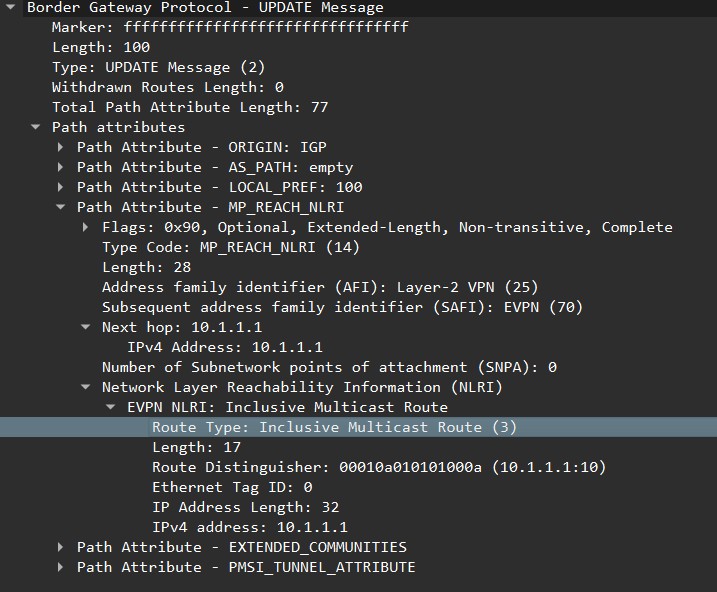 Border Gateway Protocol - UPDATE Message
Marker: ffffffffffffffffffffffffffffffff
Length: 100
Type: UPDATE Message (2)
Withdrawn Routes Length: 0
Total Path Attribute Length: 77
Path attributes
Path Attribute - ORIGIN: IGP
Path Attribute - AS_PATH: empty
Path Attribute - LOCAL_PREF: 100
Path Attribute - MP_REACH_NLRI
Flags: 0x90, Optional, Extended-Length, Non-transitive, Complete
Type Code: MP_REACH_NLRI (14)
Length: 28
Address family identifier (AFI): Layer-2 VPN (25)
Subsequent address family identifier (SAFI): EVPN (70)
Next hop: 10.1.1.1
IPv4 Address: 10.1.1.1
Number of Subnetwork points of attachment (SNPA): 0
Network Layer Reachability Information (NLRI)
EVPN NLRI: Inclusive Multicast Route
Route Type: Inclusive Multicast Route (3)
Length: 17
Route Distinguisher: 00010a010101000a (10.1.1.1:10)
Ethernet Tag ID: 0
IP Address Length: 32
IPv4 address: 10.1.1.1
Path Attribute - EXTENDED_COMMUNITIES
Path Attribute - PMSI_TUNNEL_ATTRIBUTE